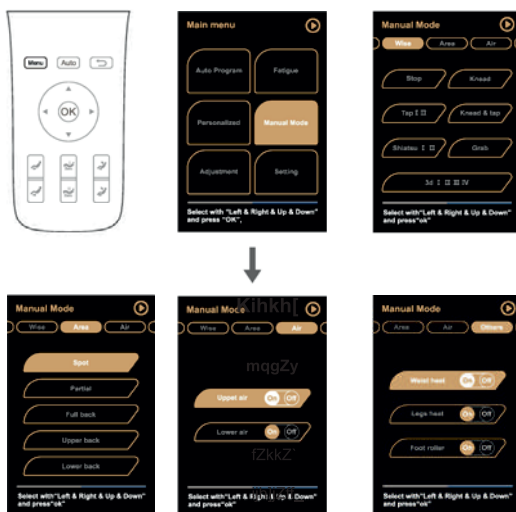 Menu
Auto
OK
Main menu
Auto Program
Fatigue
Personalized
Manual Mode
Adjustment
Setting
Select with"Left & Right & Up & Down"
and press "OK",
Manual Mode
Wise
Area
Air
Stop
Knead
Tap I II
Knead & tap
Shiatsu I II
Grab
3d I II III IV
Select with"Left & Right & Up & Down"
and press"ok"
Manual Mode
Wise
Area
Air
Spot
Partial
Full back
Upper back
Lower back
Select with"Left & Right & Up & Down"
and press"ok"
Manual Mode
Kihkh[
Wise
Area
Air
mqgZy
Uppet air
On
Off
Lower air
On
Off
fZkkZ`
Select with"Left & Right & Up & Down"
and press"ok"
Manual Mode
Area
Air
Others
Waist heat
On
Off
Legs heat
On
Off
Foot roller
On
Off
Select with"Left & Right & Up & Down"
and press"ok"